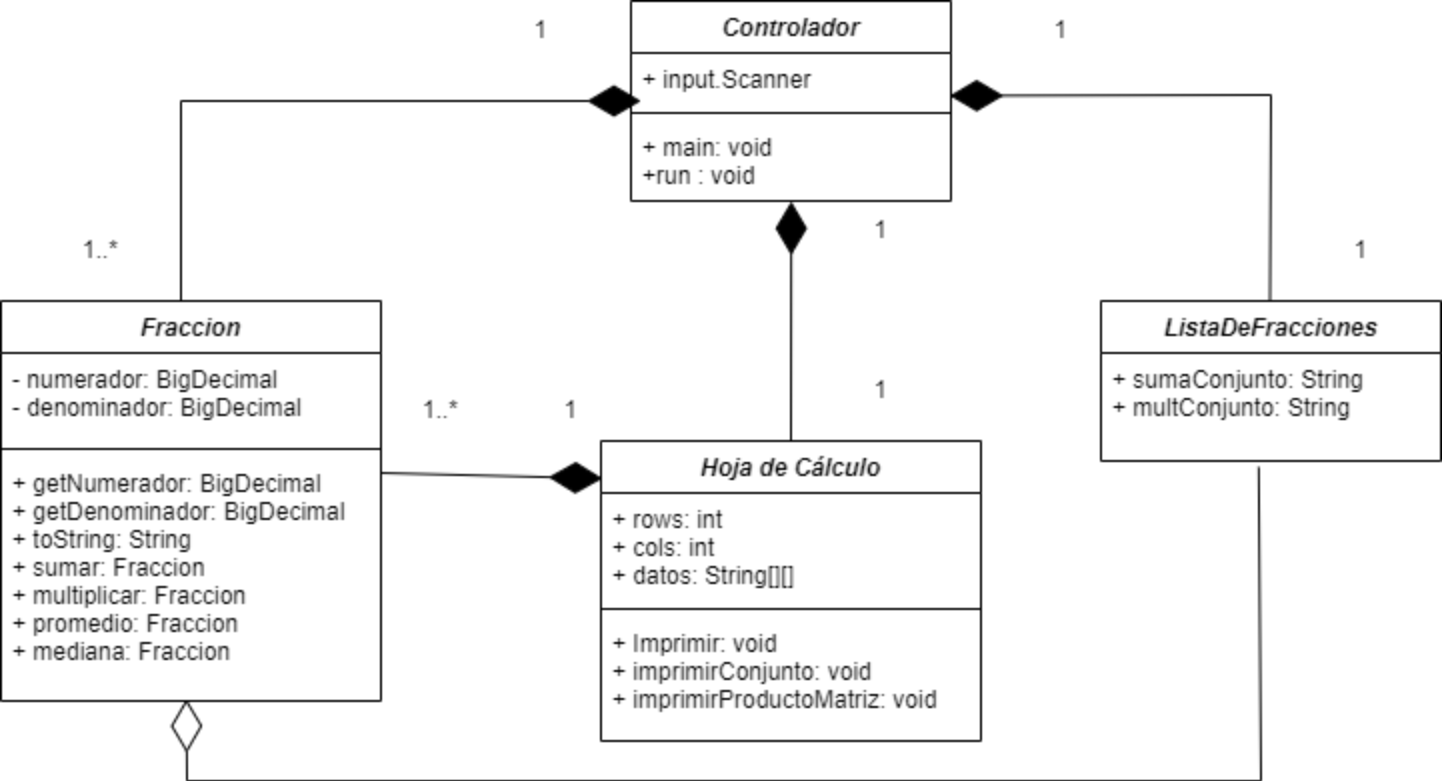 1
Controlador
1
+ input.Scanner
+ main: void
+run : void
1
1..*
1
Fraccion
- numerador: BigDecimal
- denominador: BigDecimal
+ getNumerador: BigDecimal
+ getDenominador: BigDecimal
+ toString: String
+ sumar: Fraccion
+ multiplicar: Fraccion
+ promedio: Fraccion
+ mediana: Fraccion
1..*
1
1
Hoja de Cálculo
+ rows: int
+ cols: int
+ datos: String[][]
+ Imprimir: void
+ imprimirConjunto: void
+ imprimirProductoMatriz: void
ListaDeFracciones
+ sumaConjunto: String
+ multConjunto: String